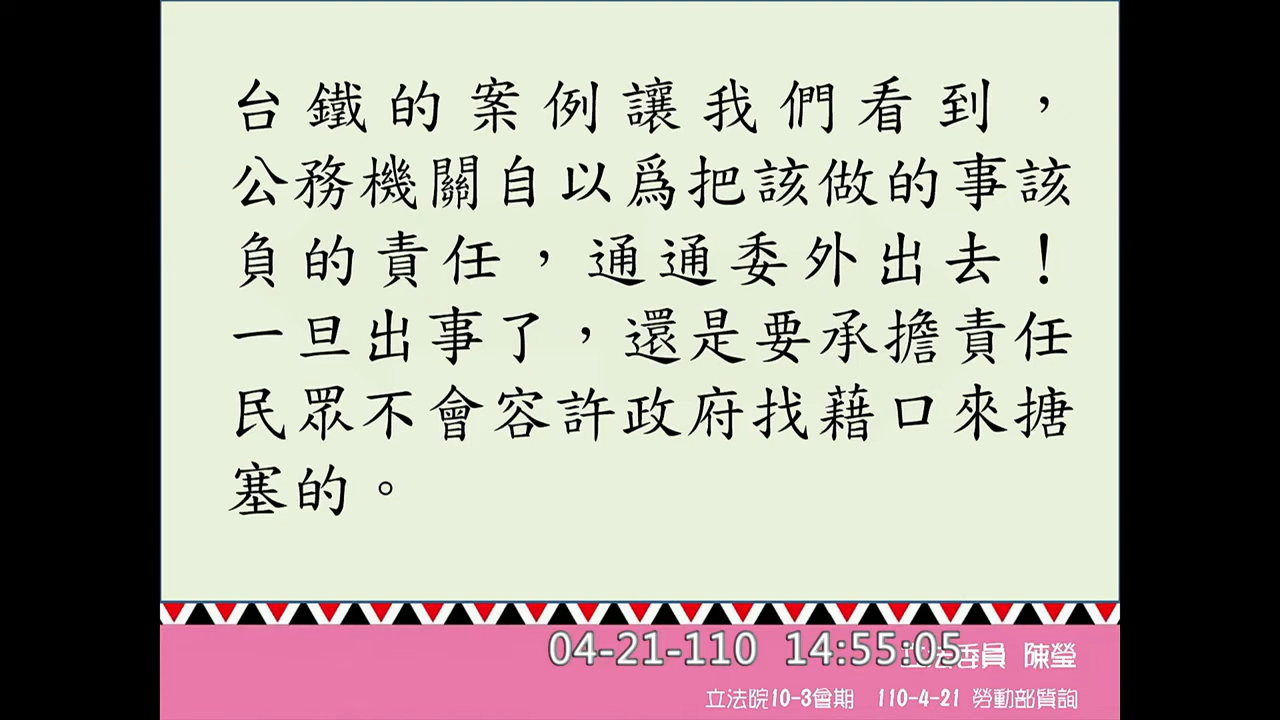 台鐵的案例讓我們看到，
公務機關自以為把該做的事該
負的責任，通通委外出去！
一旦出事了，還是要承擔責任
民眾不會容許政府找藉口來搪
塞的。
04-21-110 14:55:05
立法委員 陳瑩
立法院10-3會期 110-4-21 勞動部質詢